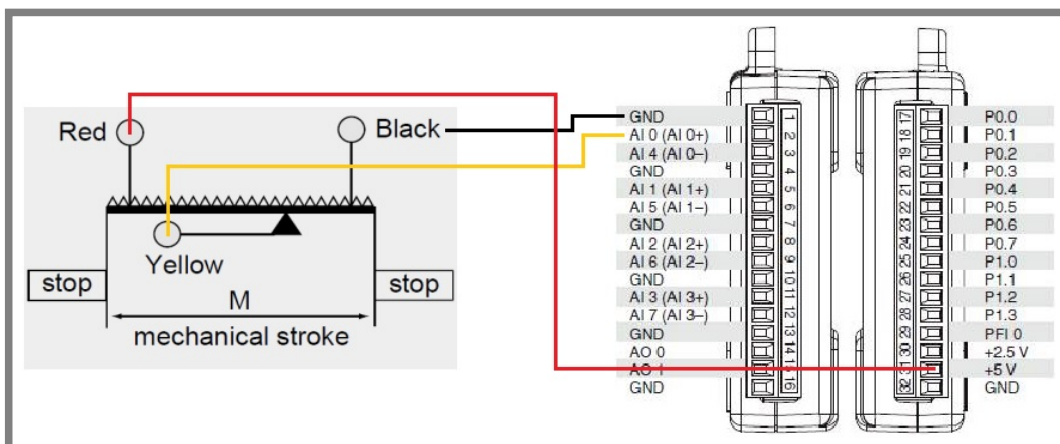 Red
Black
Yellow
stop
stop
M
mechanical stroke
GND
AI 0 (AI 0+)
AI 4 (AI 0–)
GND
AI 1 (AI 1+)
AI 5 (AI 1–)
GND
AI 2 (AI 2+)
AI 6 (AI 2–)
GND
AI 3 (AI 3+)
AI 7 (AI 3–)
GND
AO 0
AO 1
GND
1
2
3
4
5
6
7
8
9
10
11
12
13
14
15
16
17
18
19
20
21
22
23
24
25
26
27
28
29
30
31
32
P0.0
P0.1
P0.2
P0.3
P0.4
P0.5
P0.6
P0.7
P1.0
P1.1
P1.2
P1.3
PFI 0
+2.5 V
+5 V
GND